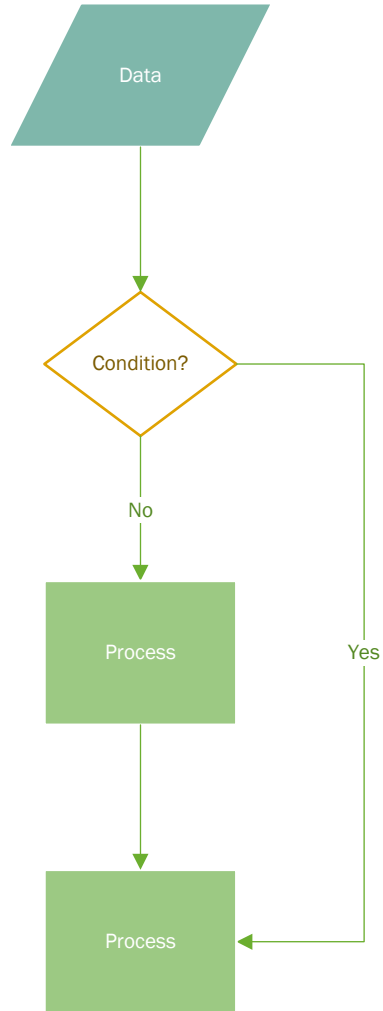 Data
Condition?
No
Process
Yes
Process